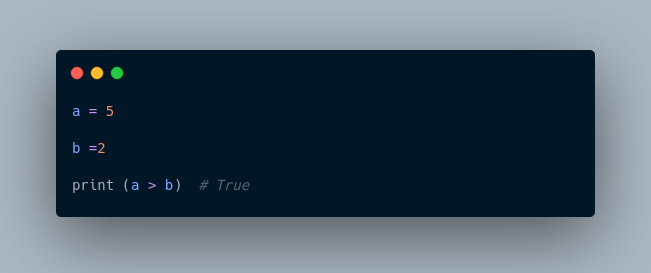 a = 5
b =2
print (a > b)  # True